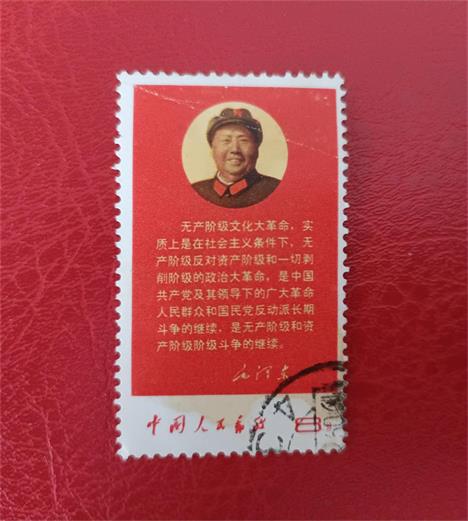 无产阶级文化大革命，实
质上是在社会主义条件下，无
产阶级反对资产阶级和一切剥
削阶级的政治大革命，是中国
共产党及其领导下的广大革命
人民群众和国民党反动派长期
斗争的继续，是无产阶级和资
产阶级阶级斗争的继续。
毛泽东
中国人民邮政 8分